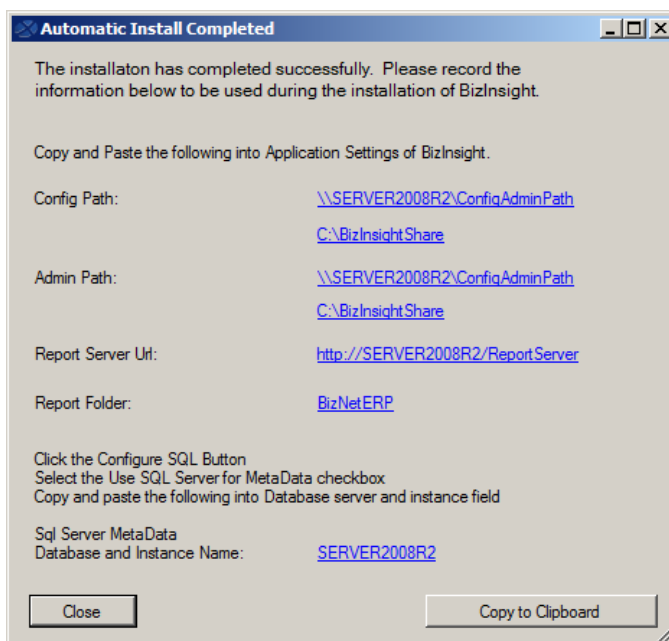 Automatic Install Completed
The installaton has completed successfully. Please record the
information below to be used during the installation of BizInsight.
Copy and Paste the following into Application Settings of BizInsight.
Config Path: \\SERVER2008R2\ConfigAdminPath
C:\BizInsightShare
Admin Path: \\SERVER2008R2\ConfigAdminPath
C:\BizInsightShare
Report Server Url: http://SERVER2008R2/ReportServer
Report Folder: BizNetERP
Click the Configure SQL Button
Select the Use SQL Server for MetaData checkbox
Copy and paste the following into Database server and instance field
Sql Server MetaData
Database and Instance Name: SERVER2008R2
Close Copy to Clipboard